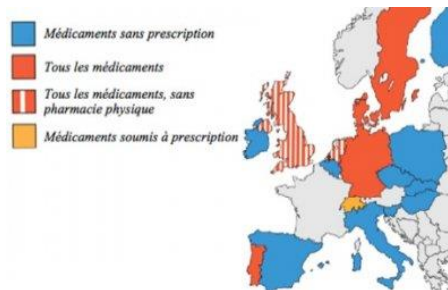 Médicaments sans prescription
Tous les médicaments
Tous les médicaments, sans
pharmacie physique
Médicaments soumis à prescription